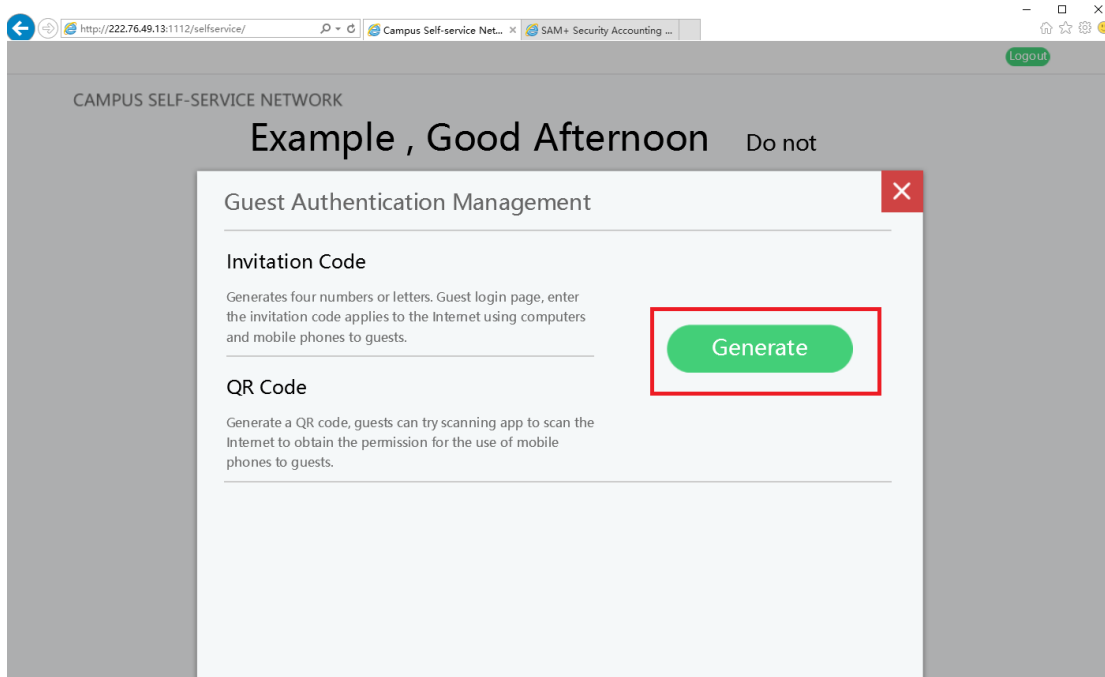 http://222.76.49.13:1112/selfservice/
Campus Self-service Net...
SAM+ Security Accounting ...
Logout
CAMPUS SELF-SERVICE NETWORK
Example , Good Afternoon Do not
Guest Authentication Management
Invitation Code
Generates four numbers or letters. Guest login page, enter
the invitation code applies to the Internet using computers
and mobile phones to guests.
Generate
QR Code
Generate a QR code, guests can try scanning app to scan the
Internet to obtain the permission for the use of mobile
phones to guests.